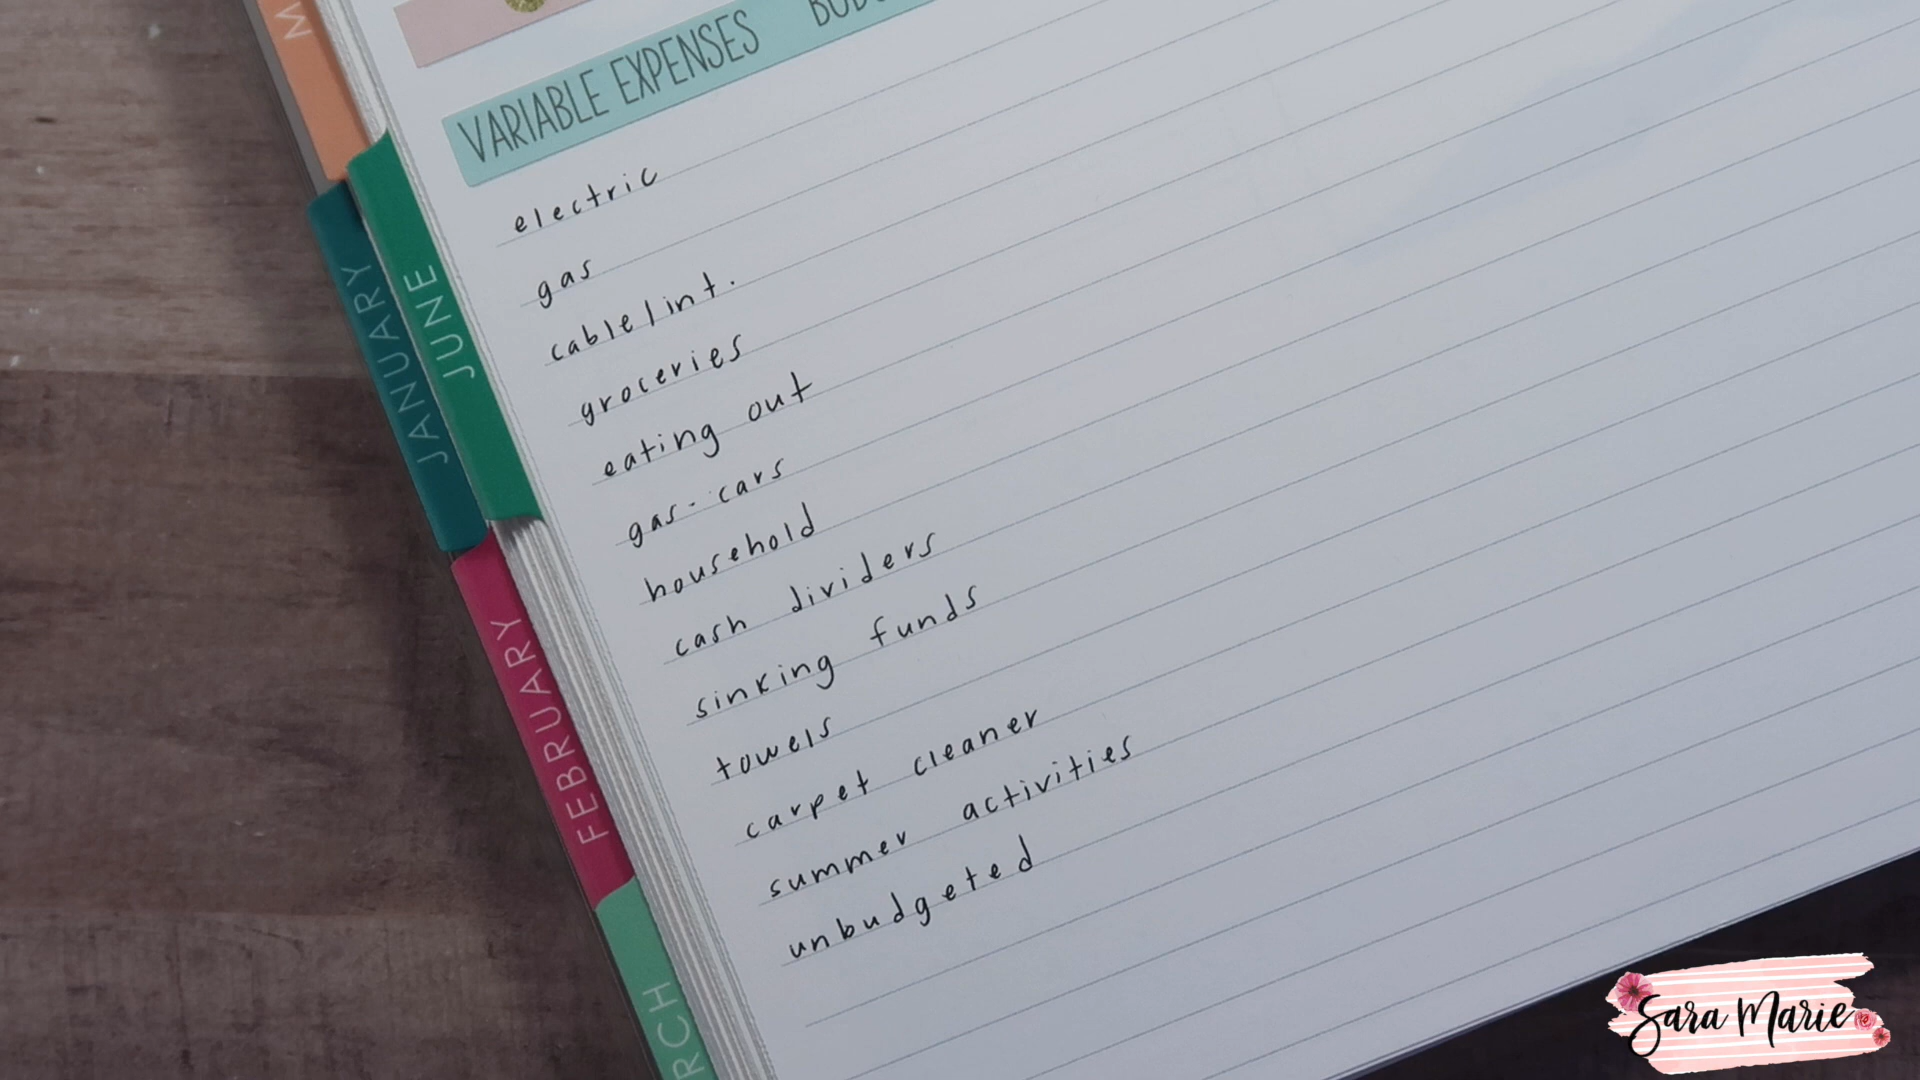 VARIABLE EXPENSES
electric
gas
cable/int.
groceries
eating out
gas - cars
household
cash dividers
sinking funds
towels
carpet cleaner
summer activities
unbudgeted
JUNE
JANUARY
FEBRUARY
Sara Marie